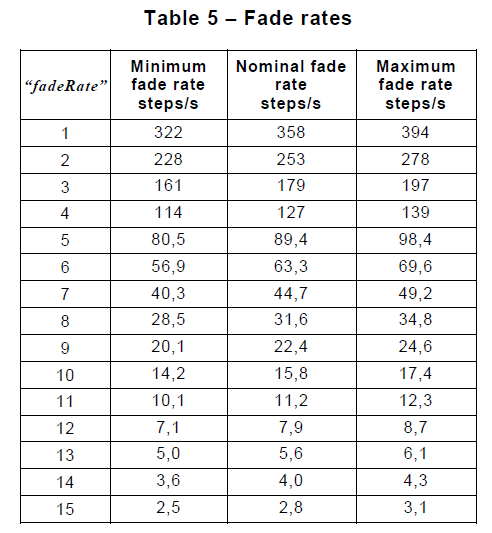 Table 5 – Fade rates
“fadeRate” Minimum fade rate steps/s Nominal fade rate steps/s Maximum fade rate steps/s
1 322 358 394
2 228 253 278
3 161 179 197
4 114 127 139
5 80,5 89,4 98,4
6 56,9 63,3 69,6
7 40,3 44,7 49,2
8 28,5 31,6 34,8
9 20,1 22,4 24,6
10 14,2 15,8 17,4
11 10,1 11,2 12,3
12 7,1 7,9 8,7
13 5,0 5,6 6,1
14 3,6 4,0 4,3
15 2,5 2,8 3,1